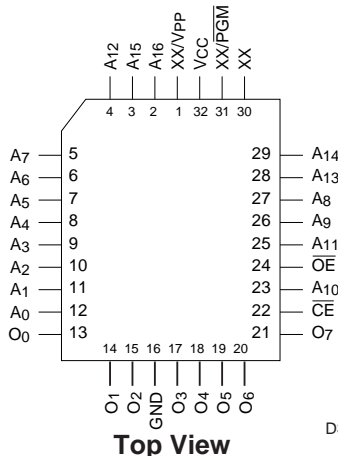 A12 A15 A16 XX/VPP VCC XX/P̅G̅M̅ XX
4 3 2 1 32 31 30
A7 5 29 A14
A6 6 28 A13
A5 7 27 A8
A4 8 26 A9
A3 9 25 A11
A2 10 24 O̅E̅
A1 11 23 A10
A0 12 22 C̅E̅
O0 13 21 O7
14 15 16 17 18 19 20
O1 O2 GND O3 O4 O5 O6
Top View